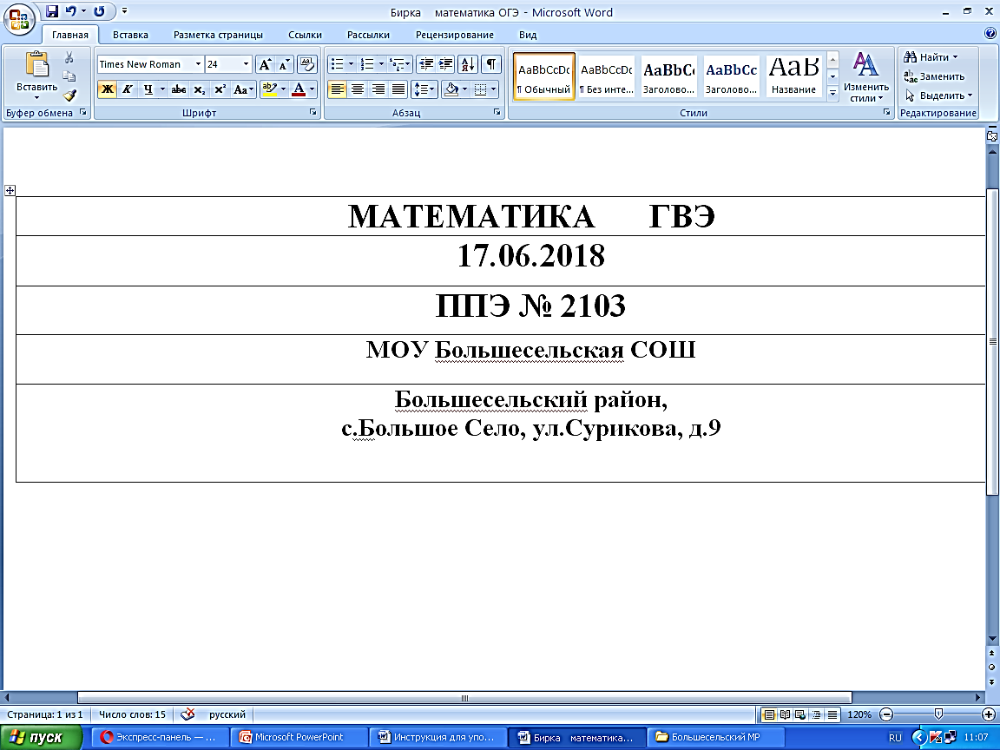 Бирка    математика ОГЭ - Microsoft Word
Главная Вставка Разметка страницы Ссылки Рассылки Рецензирование Вид
Вставить
Буфер обмена
Times New Roman 24
Ж К Ч abc x₂ x² Aa
Шрифт
Абзац
AaBbCcDc AaBbCcDc AaBbC AaBbCc AaB
¶ Обычный ¶ Без инте... Заголово... Заголово... Название
Изменить стили
Стили
Найти
Заменить
Выделить
Редактирование
МАТЕМАТИКА      ГВЭ
17.06.2018
ППЭ № 2103
МОУ Большесельская СОШ
Большесельский район,
с.Большое Село, ул.Сурикова, д.9
Страница: 1 из 1 Число слов: 15 русский 120%
пуск Экспресс-панель — ... Microsoft PowerPoint Инструкция для упо... Бирка    математика... Большесельский МР RU 11:07